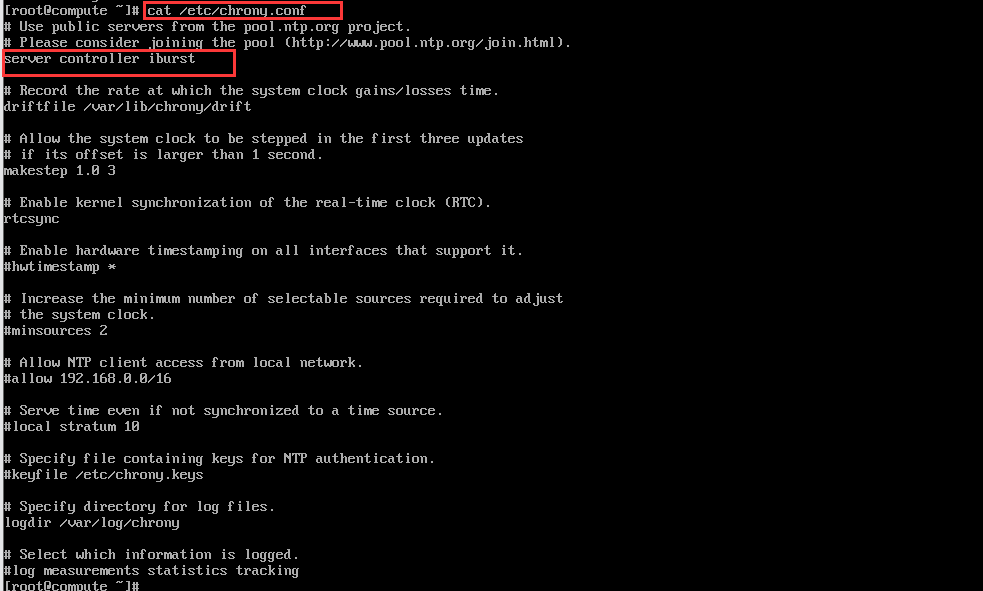 [root@compute ~]# cat /etc/chrony.conf
# Use public servers from the pool.ntp.org project.
# Please consider joining the pool (http://www.pool.ntp.org/join.html).
server controller iburst
# Record the rate at which the system clock gains/losses time.
driftfile /var/lib/chrony/drift
# Allow the system clock to be stepped in the first three updates
# if its offset is larger than 1 second.
makestep 1.0 3
# Enable kernel synchronization of the real-time clock (RTC).
rtcsync
# Enable hardware timestamping on all interfaces that support it.
#hwtimestamp *
# Increase the minimum number of selectable sources required to adjust
# the system clock.
#minsources 2
# Allow NTP client access from local network.
#allow 192.168.0.0/16
# Serve time even if not synchronized to a time source.
#local stratum 10
# Specify file containing keys for NTP authentication.
#keyfile /etc/chrony.keys
# Specify directory for log files.
logdir /var/log/chrony
# Select which information is logged.
#log measurements statistics tracking
[root@compute ~]#